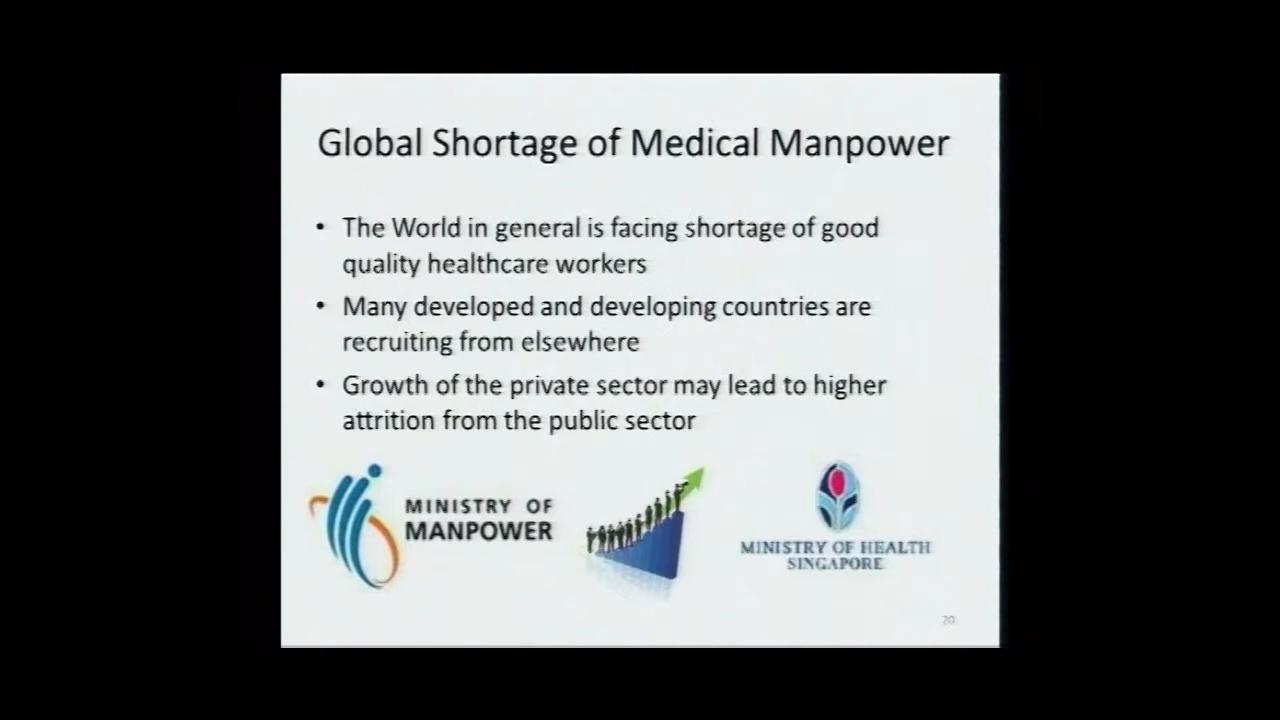 Global Shortage of Medical Manpower
• The World in general is facing shortage of good
quality healthcare workers
• Many developed and developing countries are
recruiting from elsewhere
• Growth of the private sector may lead to higher
attrition from the public sector
MINISTRY OF
MANPOWER
MINISTRY OF HEALTH
SINGAPORE
20